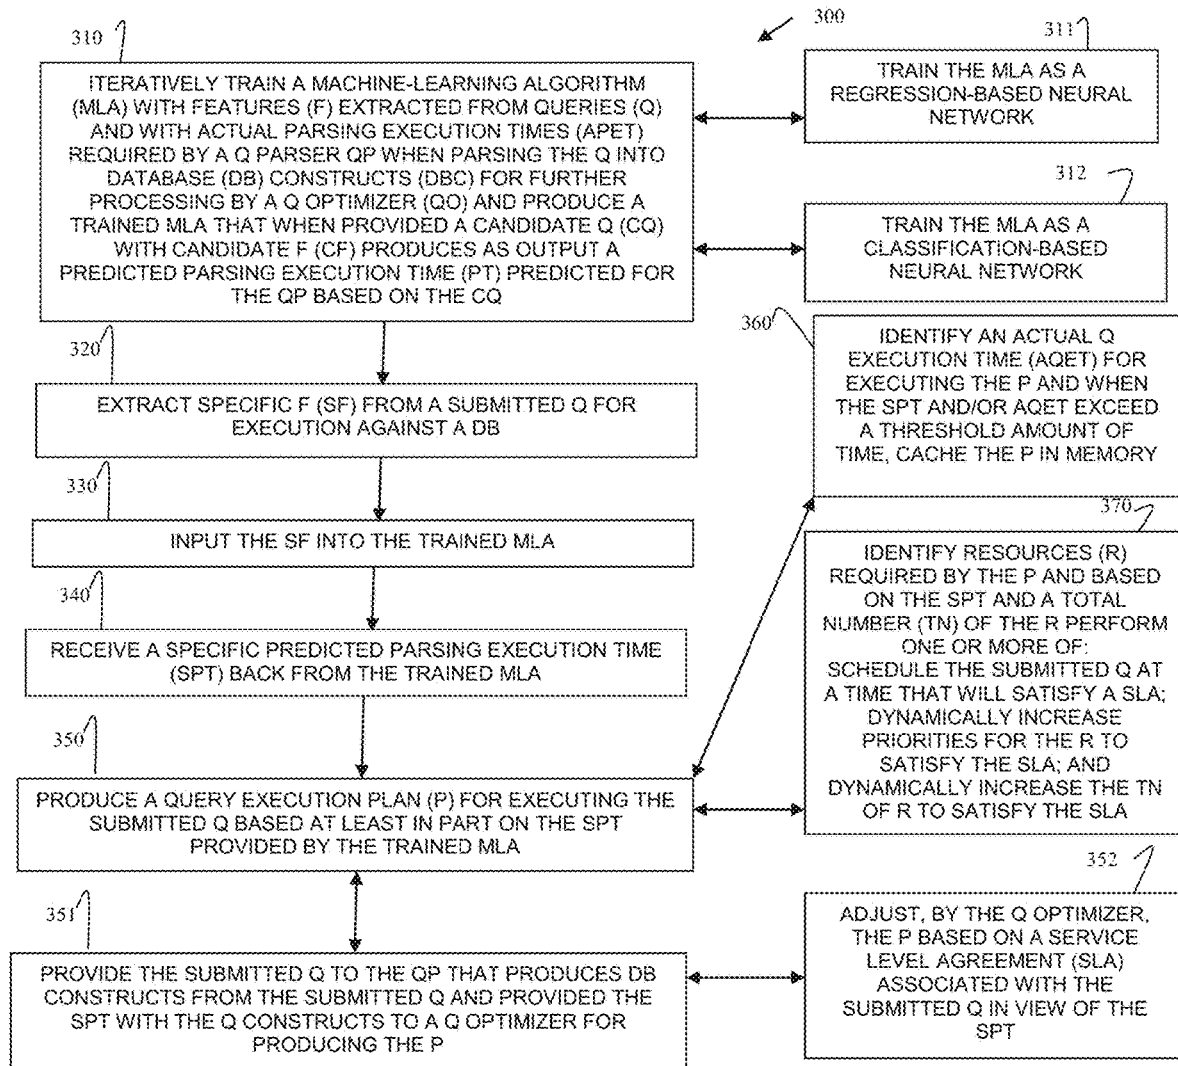 300
310
ITERATIVELY TRAIN A MACHINE-LEARNING ALGORITHM
(MLA) WITH FEATURES (F) EXTRACTED FROM QUERIES (Q)
AND WITH ACTUAL PARSING EXECUTION TIMES (APET)
REQUIRED BY A Q PARSER QP WHEN PARSING THE Q INTO
DATABASE (DB) CONSTRUCTS (DBC) FOR FURTHER
PROCESSING BY A Q OPTIMIZER (QO) AND PRODUCE A
TRAINED MLA THAT WHEN PROVIDED A CANDIDATE Q (CQ)
WITH CANDIDATE F (CF) PRODUCES AS OUTPUT A
PREDICTED PARSING EXECUTION TIME (PT) PREDICTED FOR
THE QP BASED ON THE CQ
311
TRAIN THE MLA AS A
REGRESSION-BASED NEURAL
NETWORK
312
TRAIN THE MLA AS A
CLASSIFICATION-BASED
NEURAL NETWORK
320
EXTRACT SPECIFIC F (SF) FROM A SUBMITTED Q FOR
EXECUTION AGAINST A DB
330
INPUT THE SF INTO THE TRAINED MLA
340
RECEIVE A SPECIFIC PREDICTED PARSING EXECUTION TIME
(SPT) BACK FROM THE TRAINED MLA
350
PRODUCE A QUERY EXECUTION PLAN (P) FOR EXECUTING THE
SUBMITTED Q BASED AT LEAST IN PART ON THE SPT
PROVIDED BY THE TRAINED MLA
360
IDENTIFY AN ACTUAL Q
EXECUTION TIME (AQET) FOR
EXECUTING THE P AND WHEN
THE SPT AND/OR AQET EXCEED
A THRESHOLD AMOUNT OF
TIME, CACHE THE P IN MEMORY
370
IDENTIFY RESOURCES (R)
REQUIRED BY THE P AND BASED
ON THE SPT AND A TOTAL
NUMBER (TN) OF THE R PERFORM
ONE OR MORE OF:
SCHEDULE THE SUBMITTED Q AT
A TIME THAT WILL SATISFY A SLA;
DYNAMICALLY INCREASE
PRIORITIES FOR THE R TO
SATISFY THE SLA; AND
DYNAMICALLY INCREASE THE TN
OF R TO SATISFY THE SLA
351
PROVIDE THE SUBMITTED Q TO THE QP THAT PRODUCES DB
CONSTRUCTS FROM THE SUBMITTED Q AND PROVIDED THE
SPT WITH THE Q CONSTRUCTS TO A Q OPTIMIZER FOR
PRODUCING THE P
352
ADJUST, BY THE Q OPTIMIZER,
THE P BASED ON A SERVICE
LEVEL AGREEMENT (SLA)
ASSOCIATED WITH THE
SUBMITTED Q IN VIEW OF THE
SPT